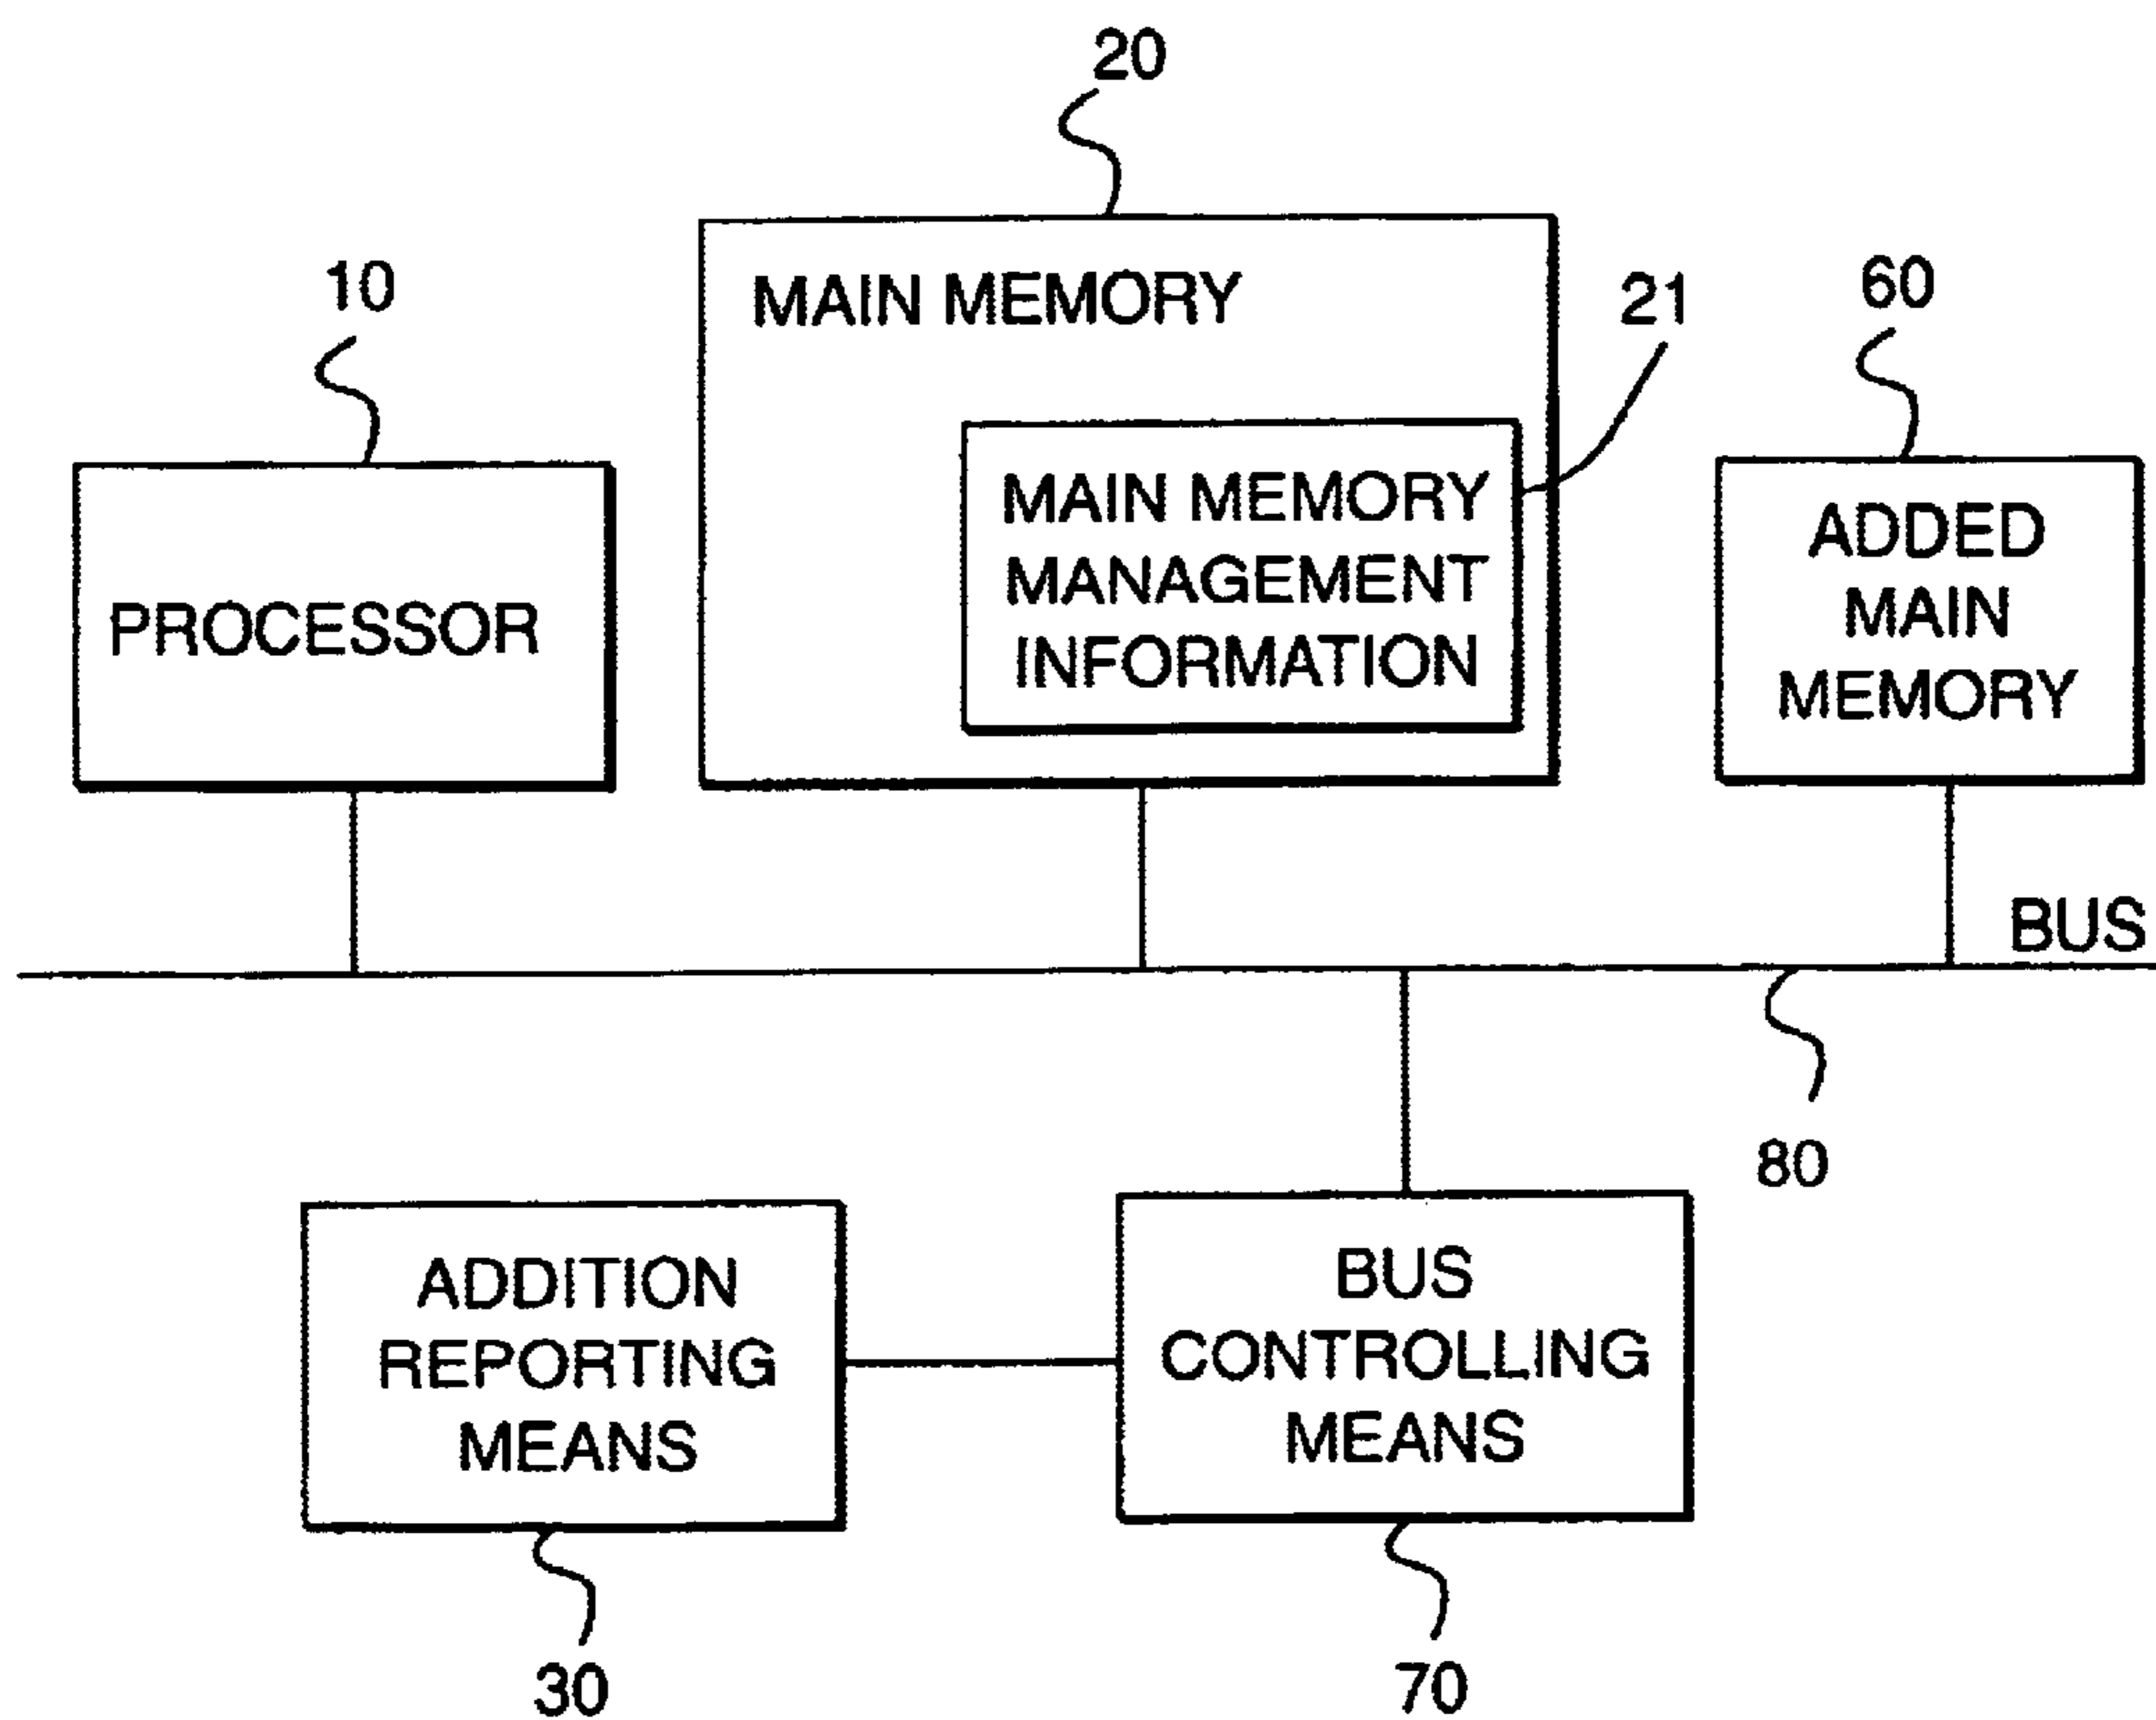 20
10
MAIN MEMORY
21
60
MAIN MEMORY
MANAGEMENT
INFORMATION
PROCESSOR
ADDED
MAIN
MEMORY
BUS
80
ADDITION
REPORTING
MEANS
BUS
CONTROLLING
MEANS
30
70